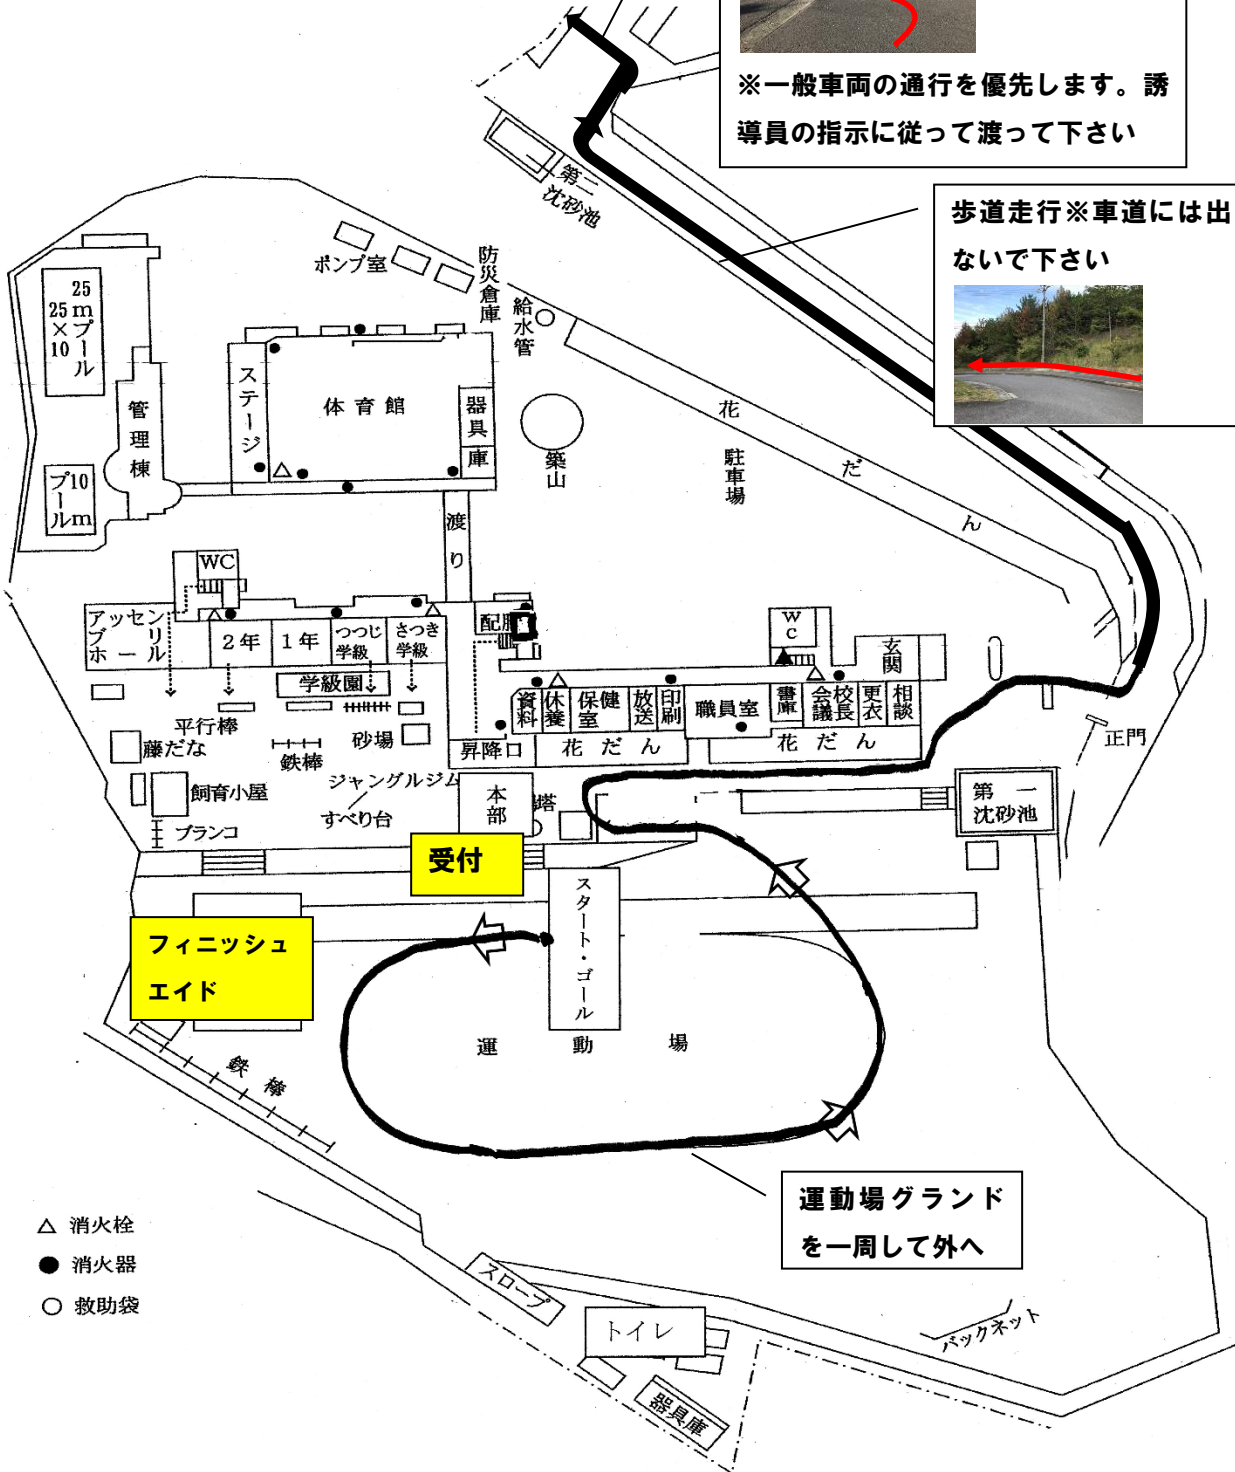 ※一般車両の通行を優先します。誘
導員の指示に従って渡って下さい
歩道走行※車道には出
ないで下さい
第二
沈砂池
ポンプ室
防災倉庫
給水管
25mプール
25×10
管理棟
10m
プール
ステージ
体育館
器具庫
築山
駐車場
花だん
渡り
WC
アッセンブリホール
2年
1年
つつじ
学級
さつき
学級
学級園
配膳
WC
玄関
資料
休養
保健室
放送
印刷
職員室
書庫
会議
校長
更衣
相談
昇降口
花だん
花だん
正門
平行棒
藤だな
鉄棒
砂場
ジャングルジム
すべり台
飼育小屋
ブランコ
本部
塔
第一
沈砂池
受付
スタート・ゴール
フィニッシュ
エイド
運動場
鉄棒
運動場グランド
を一周して外へ
△ 消火栓
● 消火器
○ 救助袋
スロープ
トイレ
器具庫
バックネット